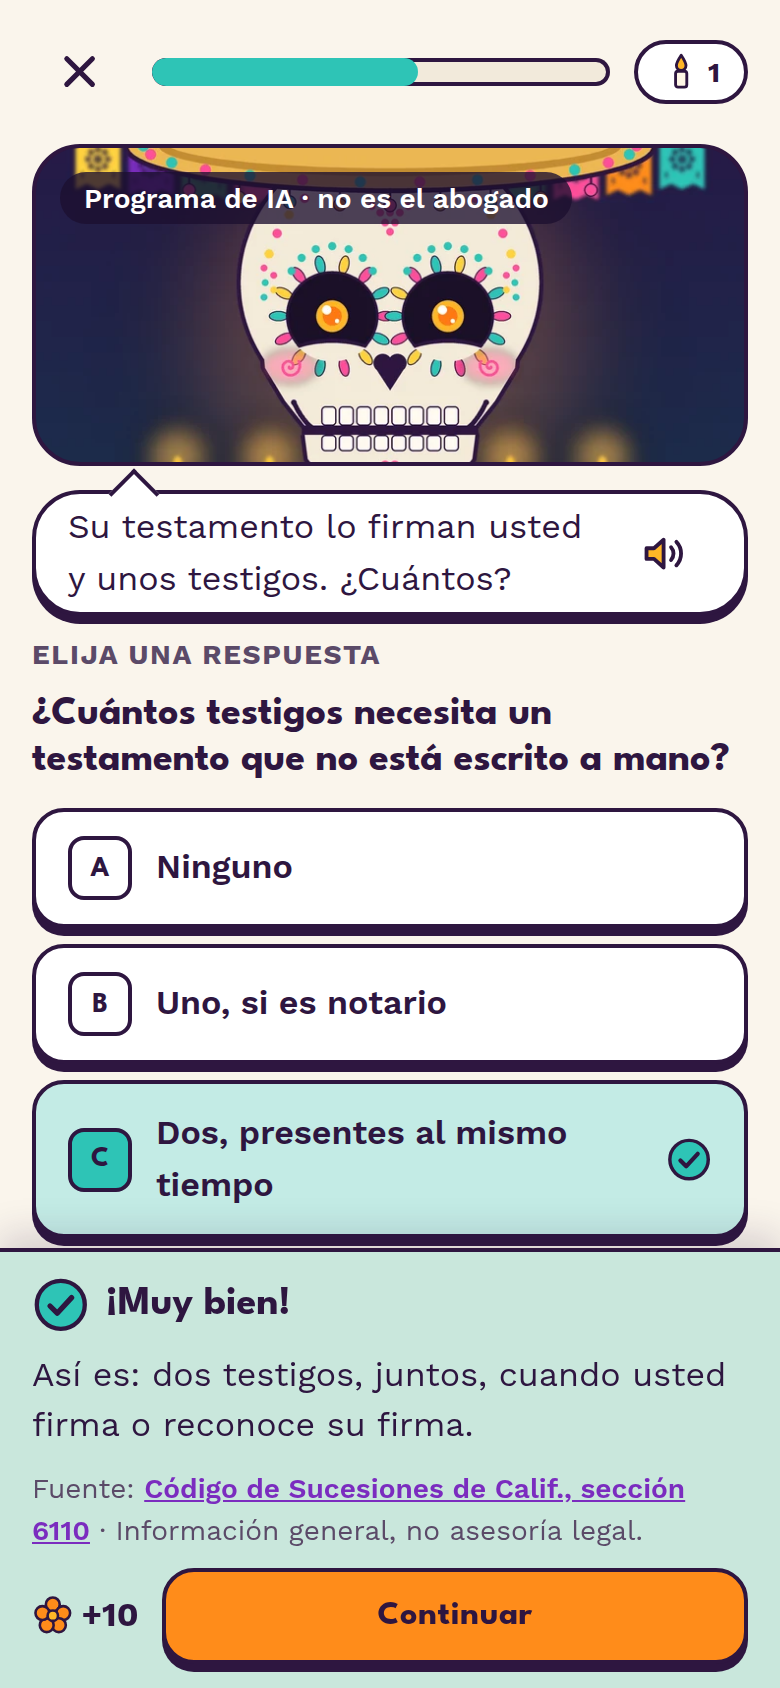 1
Programa de IA · no es el abogado
Su testamento lo firman usted
y unos testigos. ¿Cuántos?
ELIJA UNA RESPUESTA
¿Cuántos testigos necesita un
testamento que no está escrito a mano?
A Ninguno
B Uno, si es notario
C Dos, presentes al mismo
tiempo
¡Muy bien!
Así es: dos testigos, juntos, cuando usted
firma o reconoce su firma.
Fuente: Código de Sucesiones de Calif., sección
6110 · Información general, no asesoría legal.
+10 Continuar